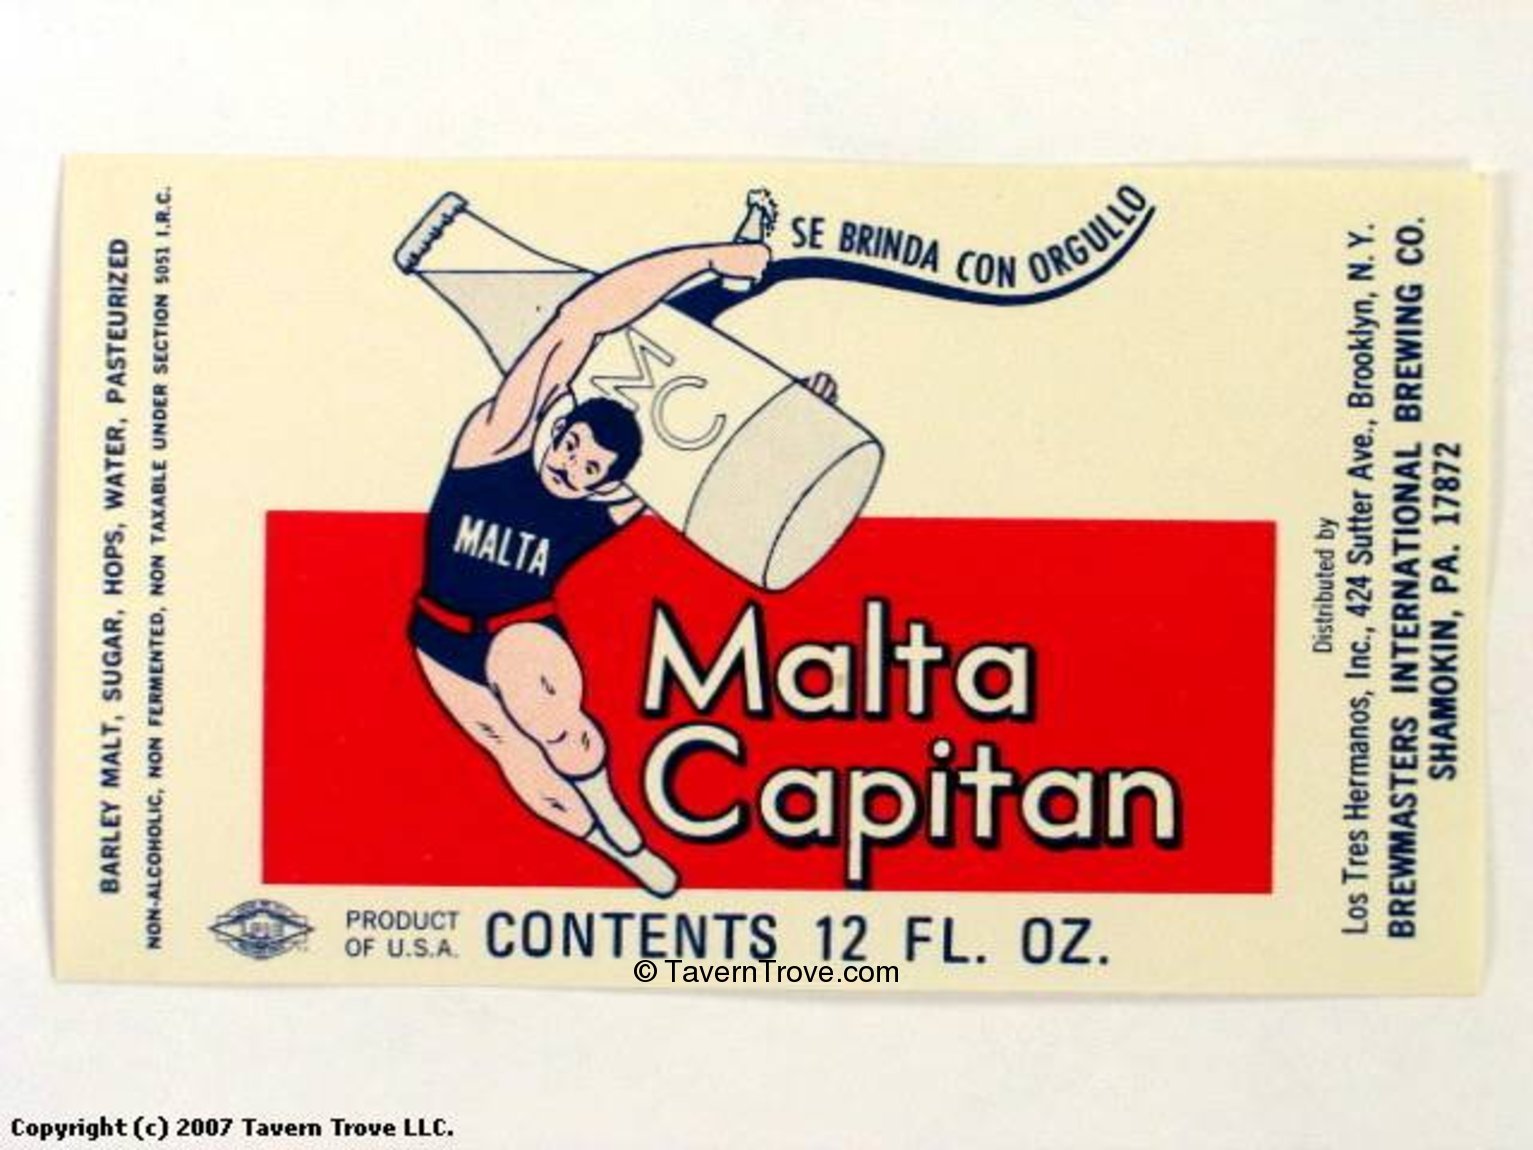 BARLEY MALT, SUGAR, HOPS, WATER, PASTEURIZED
NON-ALCOHOLIC, NON FERMENTED, NON TAXABLE UNDER SECTION 5051 I.R.C.
SE BRINDA CON ORGULLO
MC
MALTA
Malta
Capitan
PRODUCT
OF U.S.A.
CONTENTS 12 FL. OZ.
Distributed by
Los Tres Hermanos, Inc., 424 Sutter Ave., Brooklyn, N. Y.
BREWMASTERS INTERNATIONAL BREWING CO.
SHAMOKIN, PA. 17872
© TavernTrove.com
Copyright (c) 2007 Tavern Trove LLC.